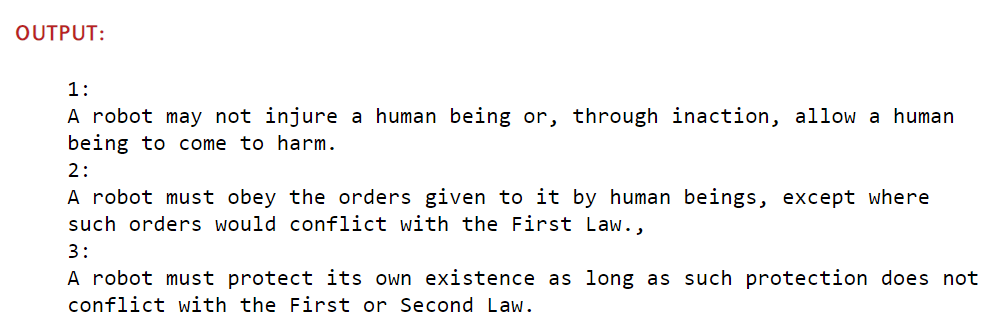 OUTPUT:
1:
A robot may not injure a human being or, through inaction, allow a human
being to come to harm.
2:
A robot must obey the orders given to it by human beings, except where
such orders would conflict with the First Law.,
3:
A robot must protect its own existence as long as such protection does not
conflict with the First or Second Law.